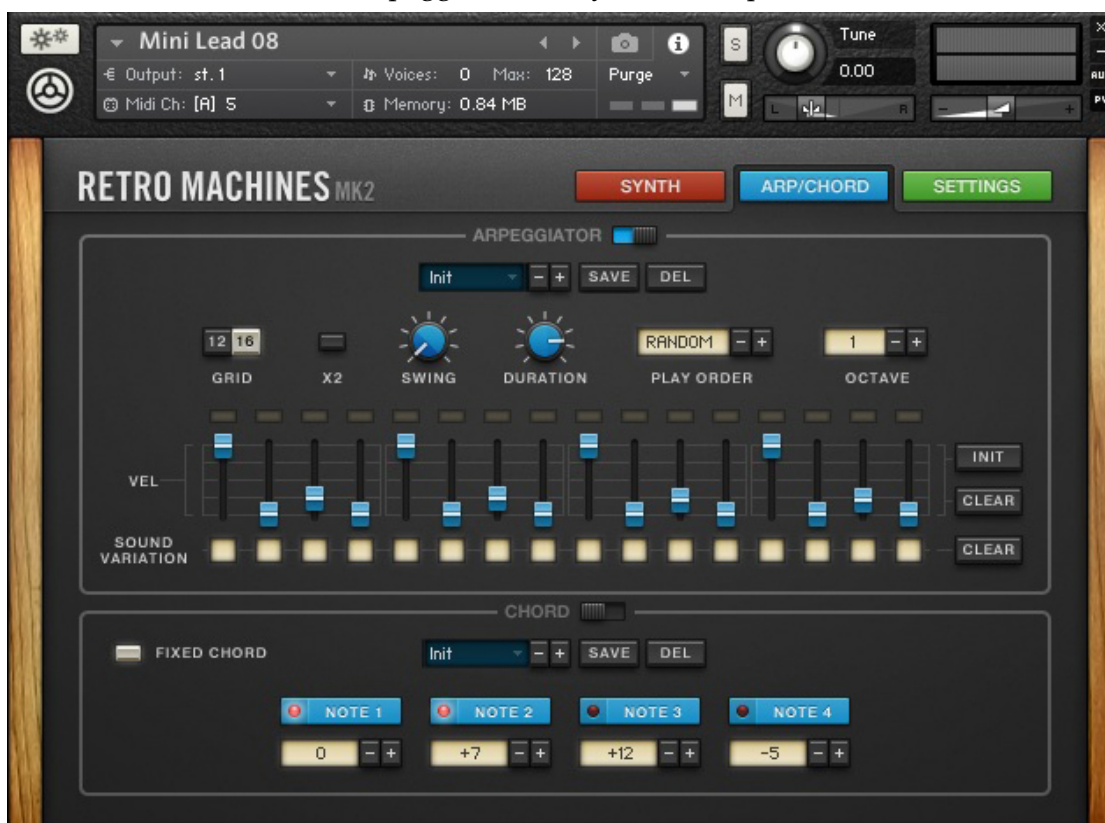 Mini Lead 08
Output: st. 1
Voices: 0 Max: 128
Purge
Midi Ch: [A] 5
Memory: 0.84 MB
S
M
Tune
0.00
L R
- +
AU
PV
RETRO MACHINES MK2
SYNTH
ARP/CHORD
SETTINGS
ARPEGGIATOR
Init - + SAVE DEL
12 16
RANDOM - +
1 - +
GRID X2 SWING DURATION PLAY ORDER OCTAVE
INIT
VEL
CLEAR
SOUND
VARIATION
CLEAR
CHORD
FIXED CHORD
Init - + SAVE DEL
NOTE 1 NOTE 2 NOTE 3 NOTE 4
0 - + +7 - + +12 - + -5 - +